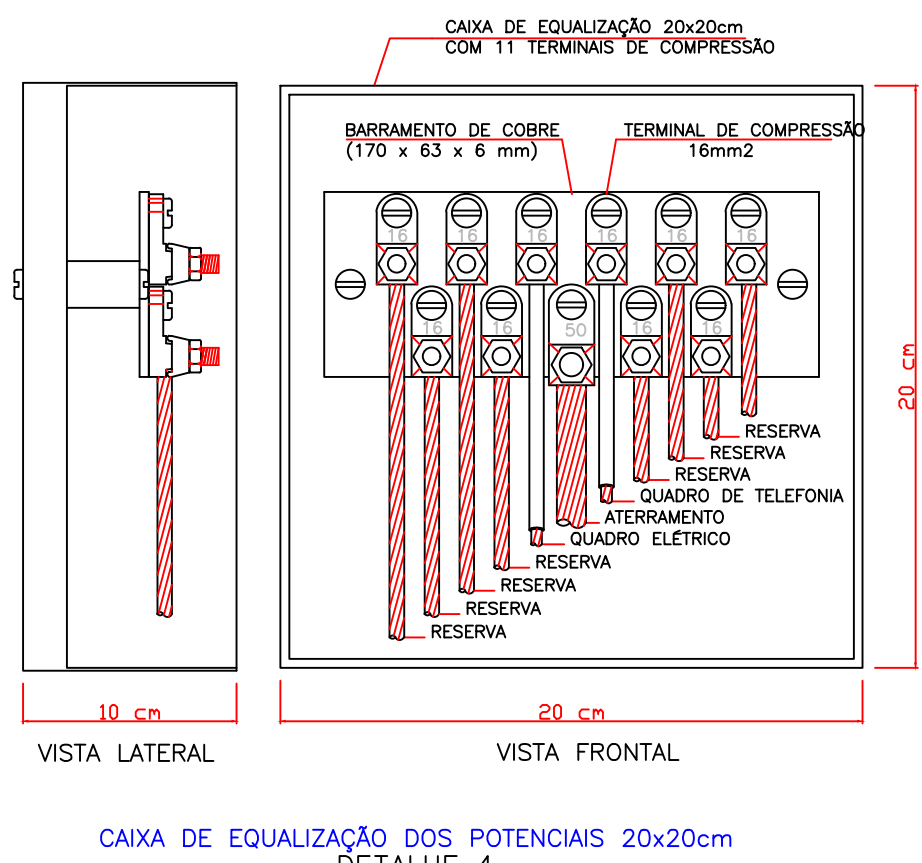 CAIXA DE EQUALIZAÇÃO 20x20cm
COM 11 TERMINAIS DE COMPRESSÃO
BARRAMENTO DE COBRE
(170 x 63 x 6 mm)
TERMINAL DE COMPRESSÃO
16mm2
16 16 16 16 16 16
16 16 50 16 16
20 cm
RESERVA
RESERVA
RESERVA
QUADRO DE TELEFONIA
ATERRAMENTO
QUADRO ELÉTRICO
RESERVA
RESERVA
RESERVA
RESERVA
10 cm
20 cm
VISTA LATERAL
VISTA FRONTAL
CAIXA DE EQUALIZAÇÃO DOS POTENCIAIS 20x20cm
DETALHE 4